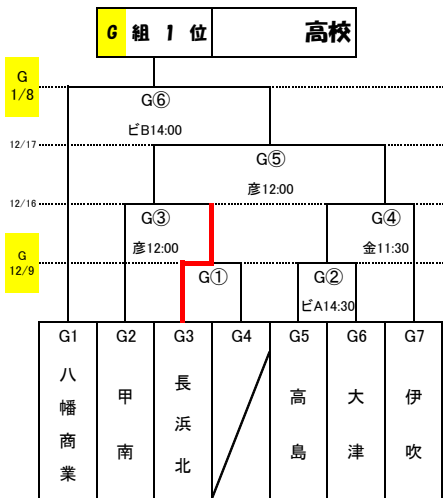 G 組 1 位 高校
G
1/8
G⑥
ビB14:00
12/17
G⑤
彦12:00
12/16
G③
G④
彦12:00
金11:30
G
12/9
G①
G②
ビA14:30
G1 G2 G3 G4 G5 G6 G7
八幡商業
甲南
長浜北
高島
大津
伊吹